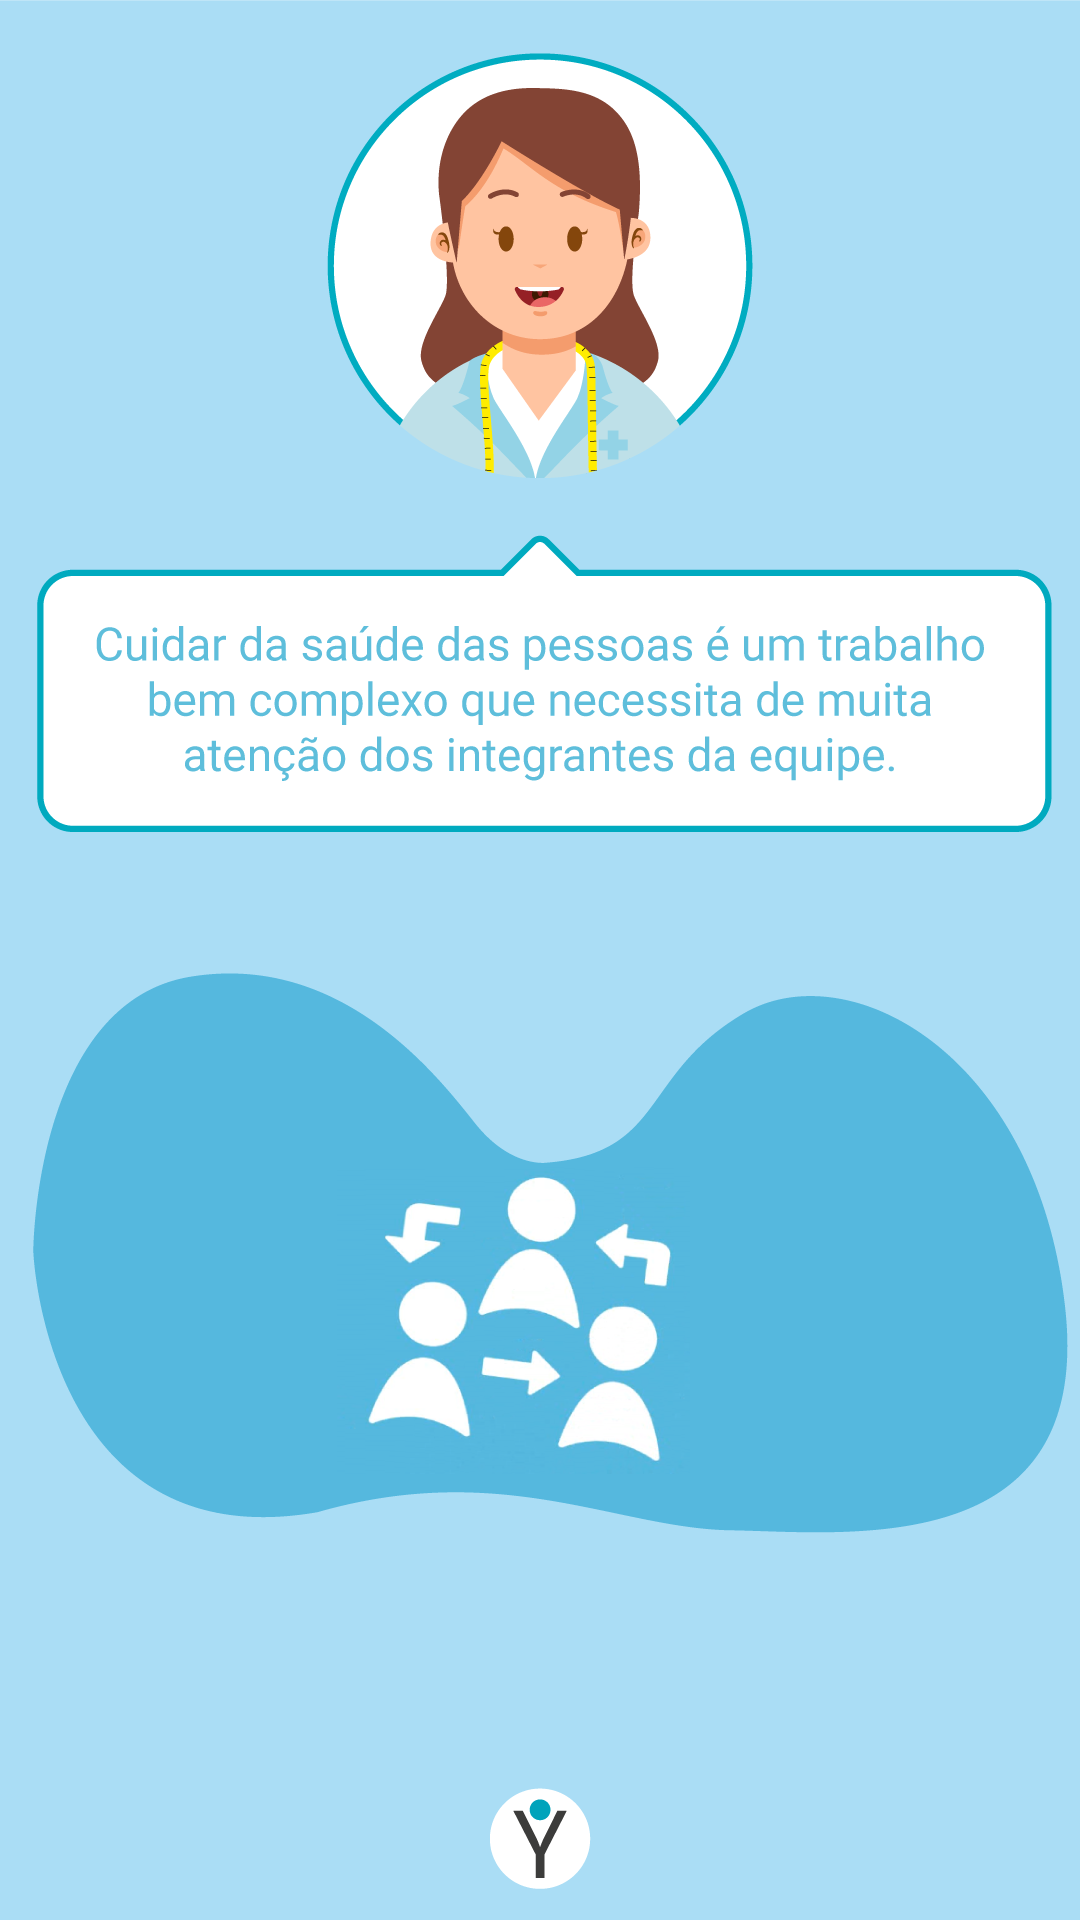 Cuidar da saúde das pessoas é um trabalho
bem complexo que necessita de muita
atenção dos integrantes da equipe.
Y